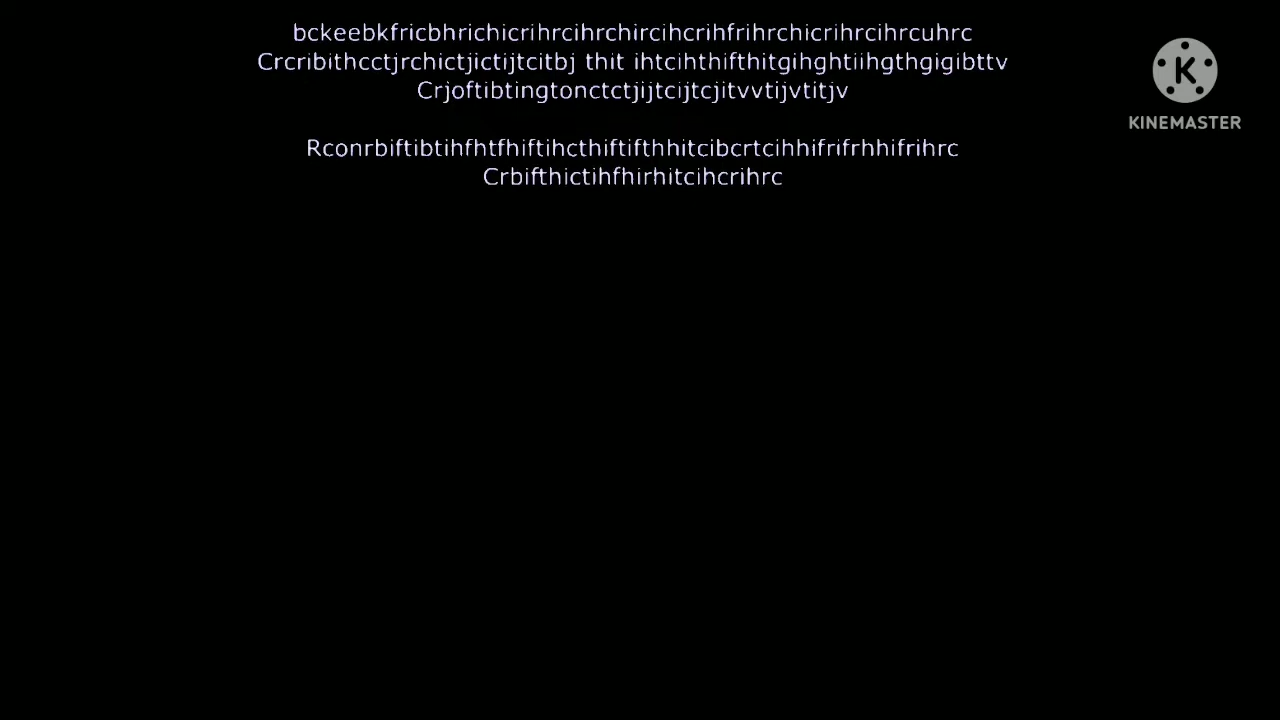 bckeebkfricbhrichicrihrcihrchircihcrihfrihrchicrihrcihrcuhrc
Crcribithcctjrchictjictijtcitbj thit ihtcihthifthitgihghtiihgthgigibttv
Crjoftibtingtonctctjijtcijtcjitvvtijvtitjv
Rconrbiftibtihfhtfhiftihcthiftifthhitcibcrtcihhifrifrhhifrihrc
Crbifthictihfhirhitcihcrihrc
K
KINEMASTER